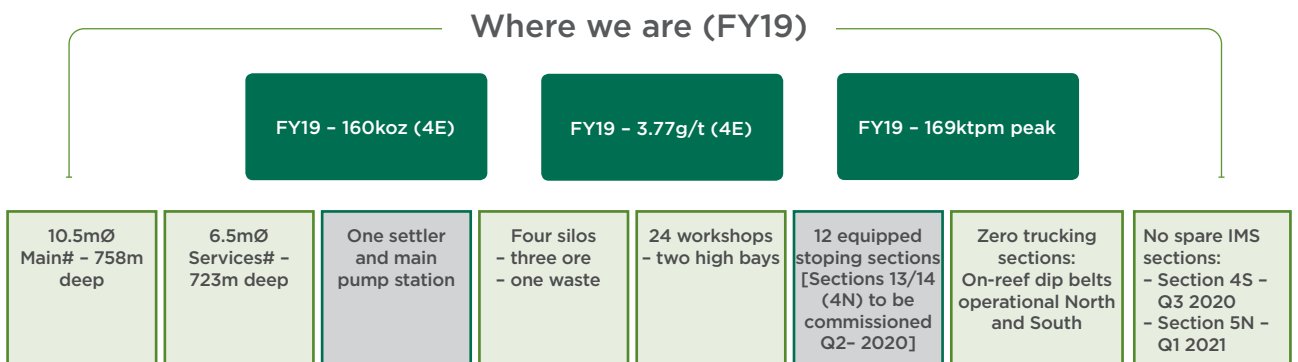 Where we are (FY19)
FY19 – 160koz (4E)
FY19 – 3.77g/t (4E)
FY19 – 169ktpm peak
10.5mØ
Main# – 758m
deep
6.5mØ
Services# –
723m deep
One settler
and main
pump station
Four silos
– three ore
– one waste
24 workshops
– two high bays
12 equipped
stoping sections
[Sections 13/14
(4N) to be
commissioned
Q2– 2020]
Zero trucking
sections:
On-reef dip belts
operational North
and South
No spare IMS
sections:
– Section 4S –
Q3 2020
– Section 5N –
Q1 2021